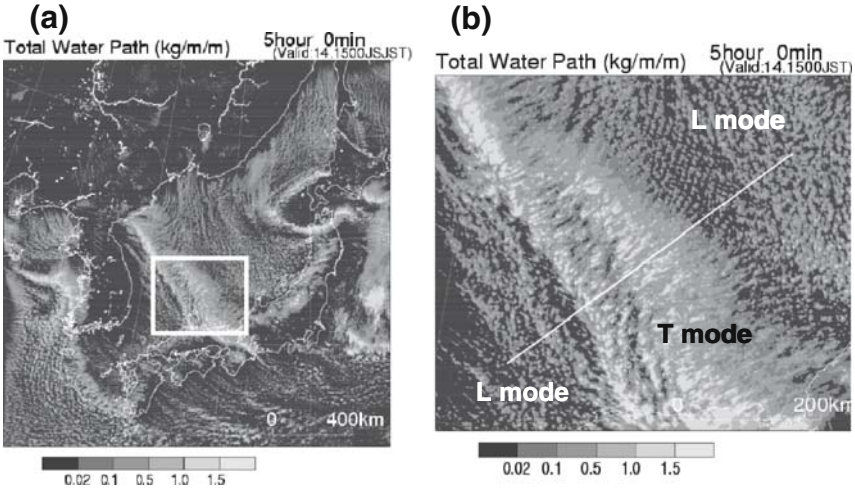 (a)
Total Water Path (kg/m/m) 5hour 0min
(Valid:14.1500JSJST)
0 400km
0.02 0.1 0.5 1.0 1.5
(b)
Total Water Path (kg/m/m) 5hour 0min
(Valid:14.1500JST)
L mode
T mode
L mode
0 200km
0.02 0.1 0.5 1.0 1.5